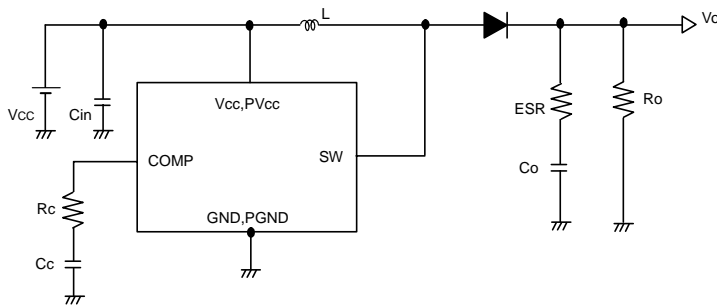 L
Vo
Vcc,PVcc
ESR
Ro
VCC
Cin
COMP
SW
Co
Rc
GND,PGND
Cc